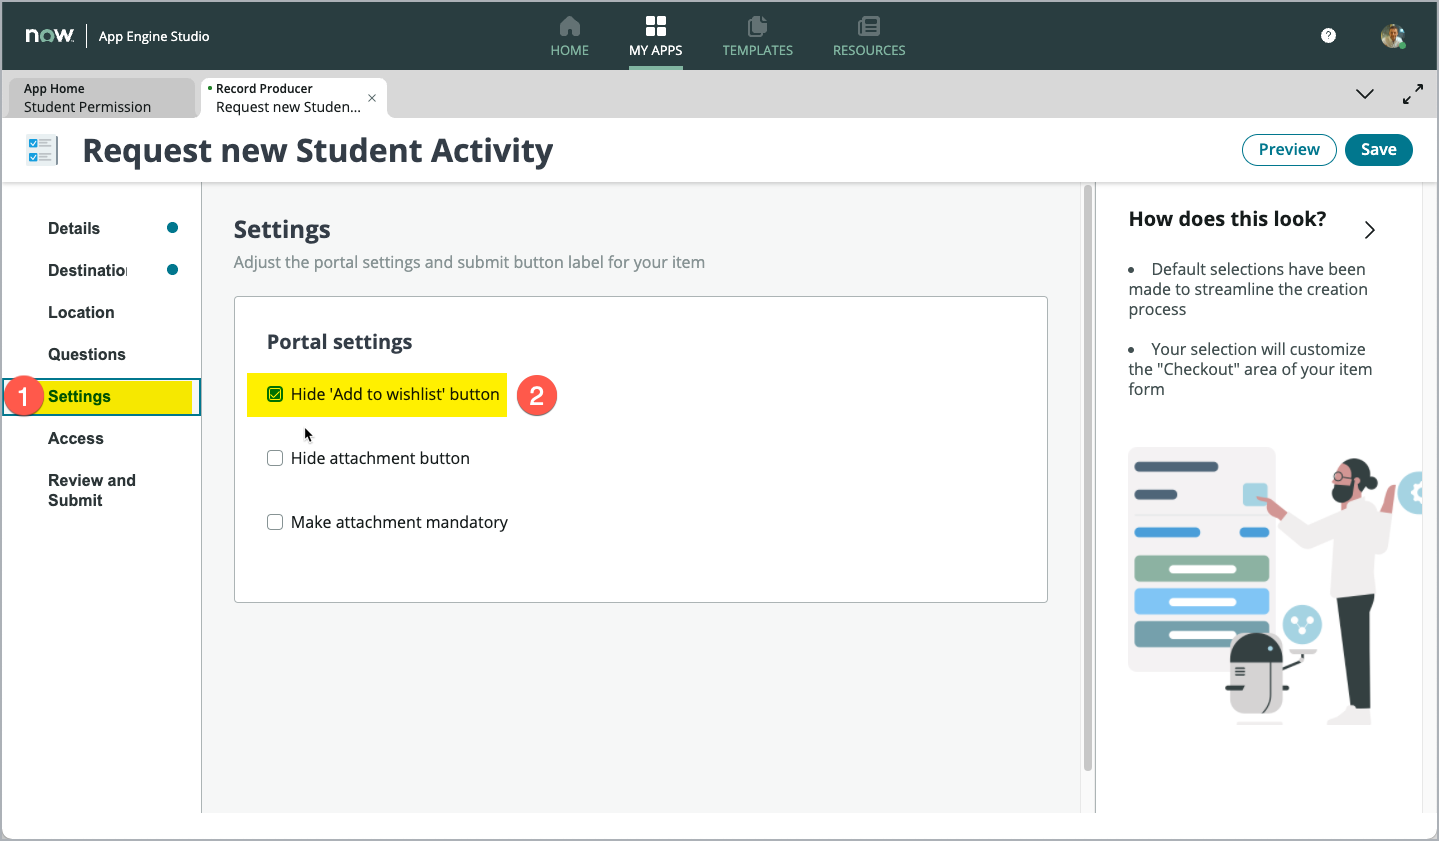 now. App Engine Studio
HOME
MY APPS
TEMPLATES
RESOURCES
?
App Home
Student Permission
Record Producer
Request new Studen...
Request new Student Activity
Preview
Save
Details
Destinatio
Location
Questions
1 Settings
Access
Review and
Submit
Settings
Adjust the portal settings and submit button label for your item
Portal settings
Hide 'Add to wishlist' button 2
Hide attachment button
Make attachment mandatory
How does this look?
• Default selections have been
made to streamline the creation
process
• Your selection will customize
the "Checkout" area of your item
form